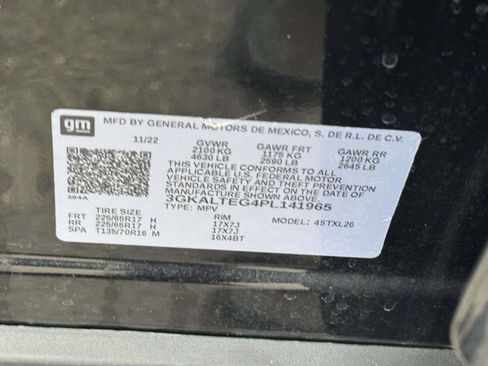 gm
MFD BY GENERAL MOTORS DE MEXICO, S. DE R.L. DE C.V.
11/22 GVWR GAWR FRT GAWR RR
2100 KG 1175 KG 1200 KG
4630 LB 2590 LB 2645 LB
THIS VEHICLE CONFORMS TO ALL
APPLICABLE U.S. FEDERAL MOTOR
VEHICLE SAFETY AND THEFT PREVENTION
STANDARDS IN EFFECT ON THE DATE OF
MANUFACTURE SHOWN ABOVE.
394A 3GKALTEG4PL141965
TYPE: MPV MODEL: 45TXL26
TIRE SIZE RIM
FRT 225/65R17 H 17X7J
RR 225/65R17 H 17X7J
SPA T135/70R16 M 16X4BT